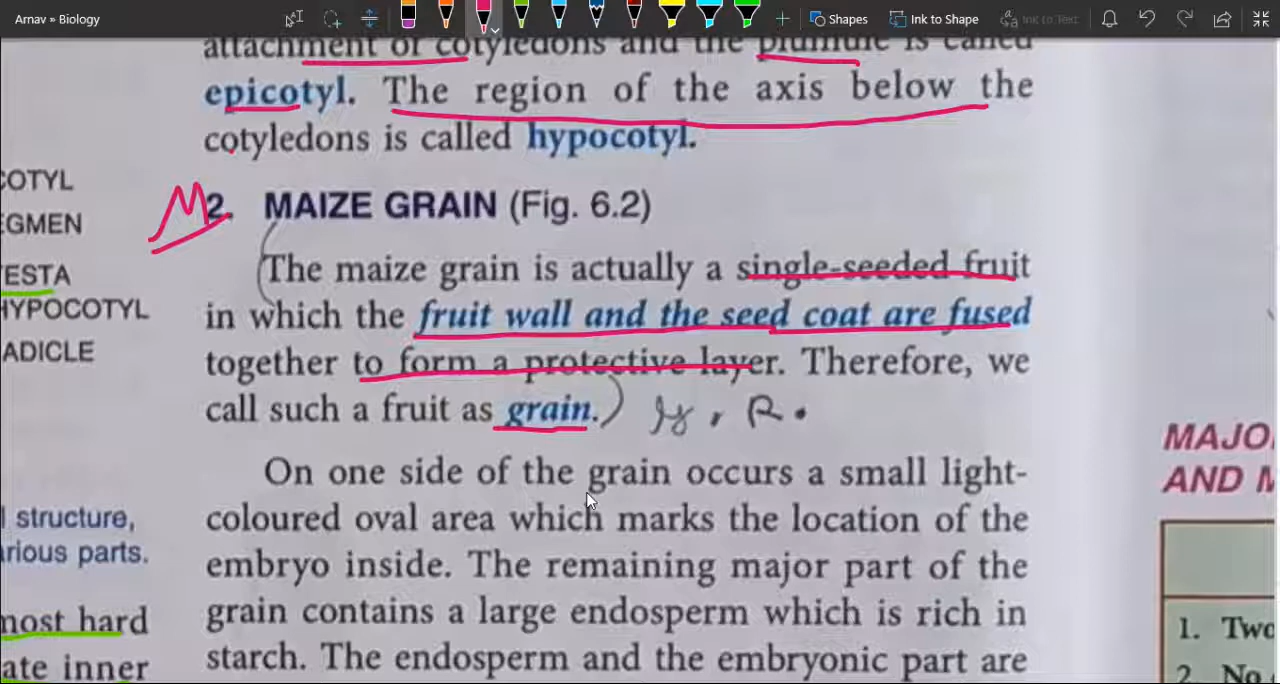 Arnav » Biology
Shapes
Ink to Shape
Ink to Text
attachment of cotyledons and the plumule is called
epicotyl. The region of the axis below the
cotyledons is called hypocotyl.
2. MAIZE GRAIN (Fig. 6.2)
The maize grain is actually a single-seeded fruit
in which the fruit wall and the seed coat are fused
together to form a protective layer. Therefore, we
call such a fruit as grain.
On one side of the grain occurs a small light-
coloured oval area which marks the location of the
embryo inside. The remaining major part of the
grain contains a large endosperm which is rich in
starch. The endosperm and the embryonic part are
COTYL
EGMEN
TESTA
HYPOCOTYL
ADICLE
l structure,
arious parts.
most hard
ate inner
MAJO
AND M
1. Two
2. No